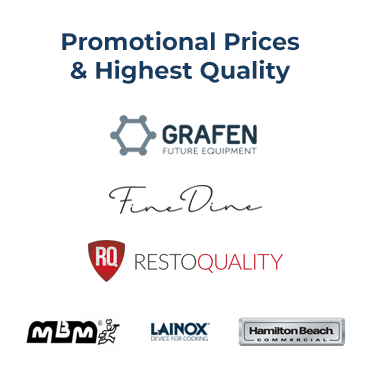 Promotional Prices
& Highest Quality
GRAFEN
FUTURE EQUIPMENT
FineDine
RQ RESTOQUALITY
MBM® LAINOX® Hamilton Beach
DEVICE FOR COOKING COMMERCIAL